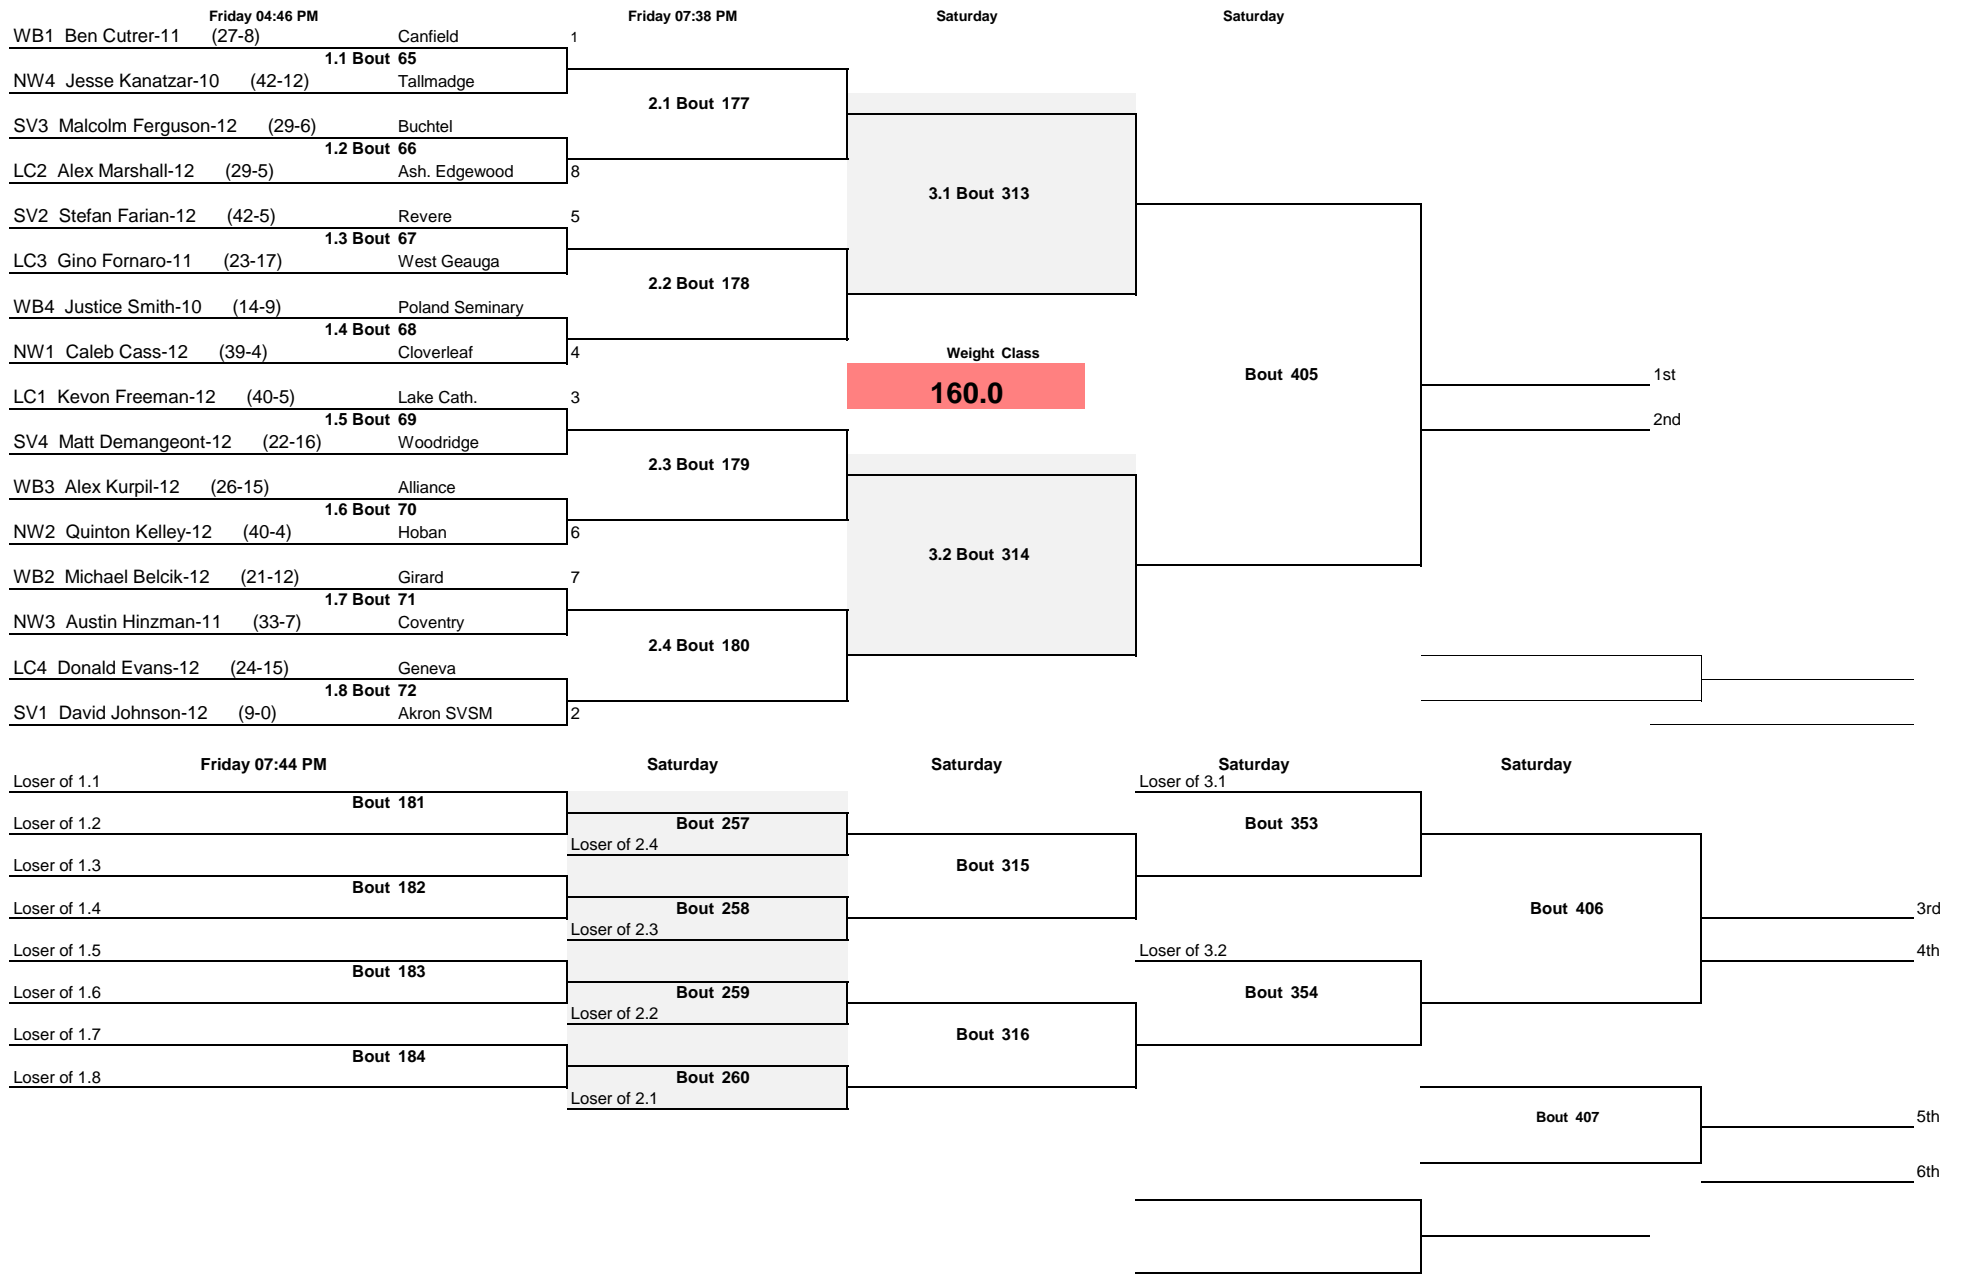 Friday 04:46 PM Friday 07:38 PM Saturday Saturday
WB1 Ben Cutrer-11 (27-8) Canfield 1
1.1 Bout 65
NW4 Jesse Kanatzar-10 (42-12) Tallmadge
2.1 Bout 177
SV3 Malcolm Ferguson-12 (29-6) Buchtel
1.2 Bout 66
LC2 Alex Marshall-12 (29-5) Ash. Edgewood 8
3.1 Bout 313
SV2 Stefan Farian-12 (42-5) Revere 5
1.3 Bout 67
LC3 Gino Fornaro-11 (23-17) West Geauga
2.2 Bout 178
WB4 Justice Smith-10 (14-9) Poland Seminary
1.4 Bout 68
NW1 Caleb Cass-12 (39-4) Cloverleaf 4 Weight Class
Bout 405 1st
160.0
LC1 Kevon Freeman-12 (40-5) Lake Cath. 3
1.5 Bout 69 2nd
SV4 Matt Demangeont-12 (22-16) Woodridge
2.3 Bout 179
WB3 Alex Kurpil-12 (26-15) Alliance
1.6 Bout 70
NW2 Quinton Kelley-12 (40-4) Hoban 6
3.2 Bout 314
WB2 Michael Belcik-12 (21-12) Girard 7
1.7 Bout 71
NW3 Austin Hinzman-11 (33-7) Coventry
2.4 Bout 180
LC4 Donald Evans-12 (24-15) Geneva
1.8 Bout 72
SV1 David Johnson-12 (9-0) Akron SVSM 2
Friday 07:44 PM Saturday Saturday Saturday Saturday
Loser of 1.1 Loser of 3.1
Bout 181
Loser of 1.2 Bout 257 Bout 353
Loser of 2.4
Loser of 1.3 Bout 315
Bout 182
Loser of 1.4 Bout 258 Bout 406 3rd
Loser of 2.3
Loser of 1.5 Loser of 3.2 4th
Bout 183
Loser of 1.6 Bout 259 Bout 354
Loser of 2.2
Loser of 1.7 Bout 316
Bout 184
Loser of 1.8 Bout 260
Loser of 2.1
Bout 407 5th
6th